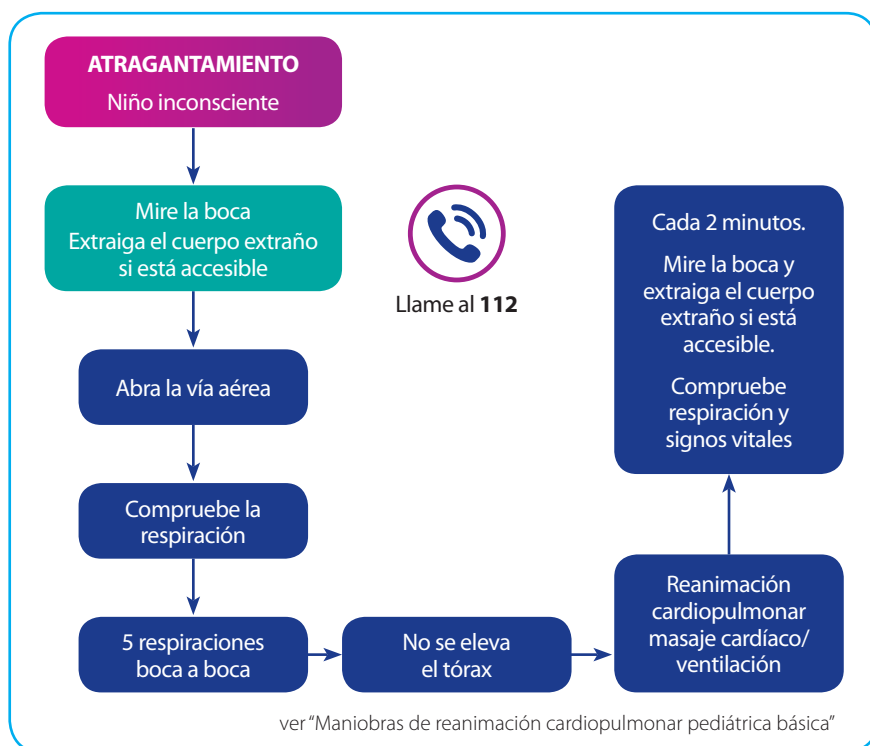 ATRAGANTAMIENTO
Niño inconsciente
Mire la boca
Extraiga el cuerpo extraño
si está accesible
Llame al 112
Abra la vía aérea
Compruebe la
respiración
5 respiraciones
boca a boca
No se eleva
el tórax
Reanimación
cardiopulmonar
masaje cardíaco/
ventilación
Cada 2 minutos.
Mire la boca y
extraiga el cuerpo
extraño si está
accesible.
Compruebe
respiración y
signos vitales
ver “Maniobras de reanimación cardiopulmonar pediátrica básica”